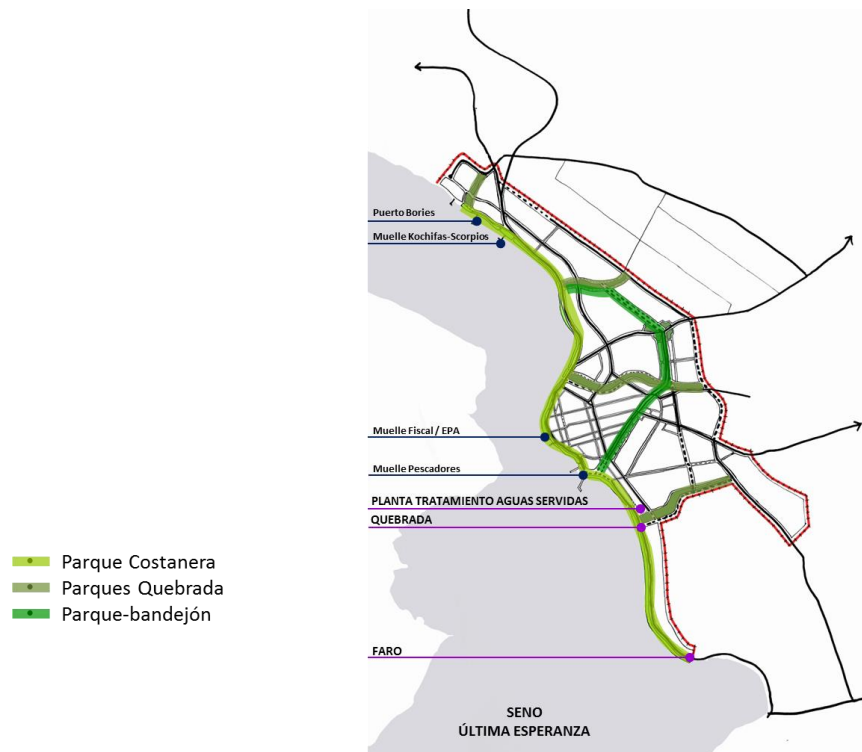 Puerto Bories
Muelle Kochifas-Scorpios
Muelle Fiscal / EPA
Muelle Pescadores
PLANTA TRATAMIENTO AGUAS SERVIDAS
QUEBRADA
Parque Costanera
Parques Quebrada
Parque-bandejón
FARO
SENO
ÚLTIMA ESPERANZA